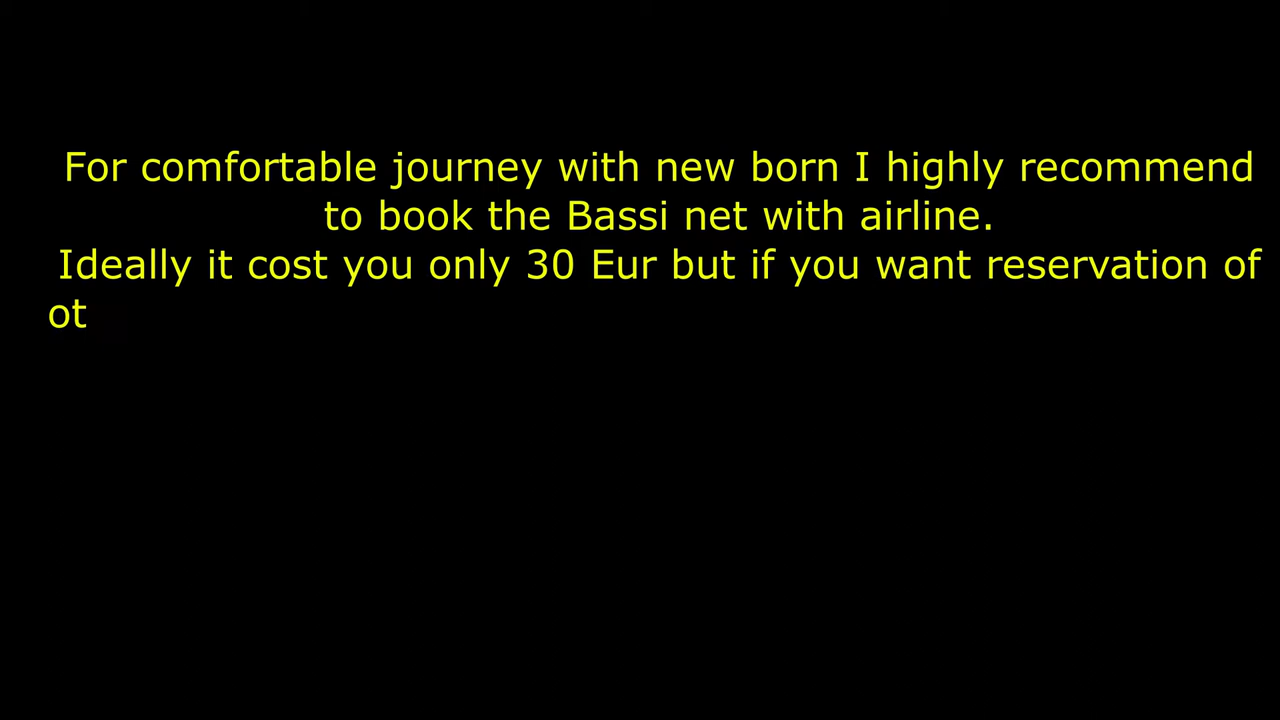 For comfortable journey with new born I highly recommend
to book the Bassi net with airline.
Ideally it cost you only 30 Eur but if you want reservation of
ot